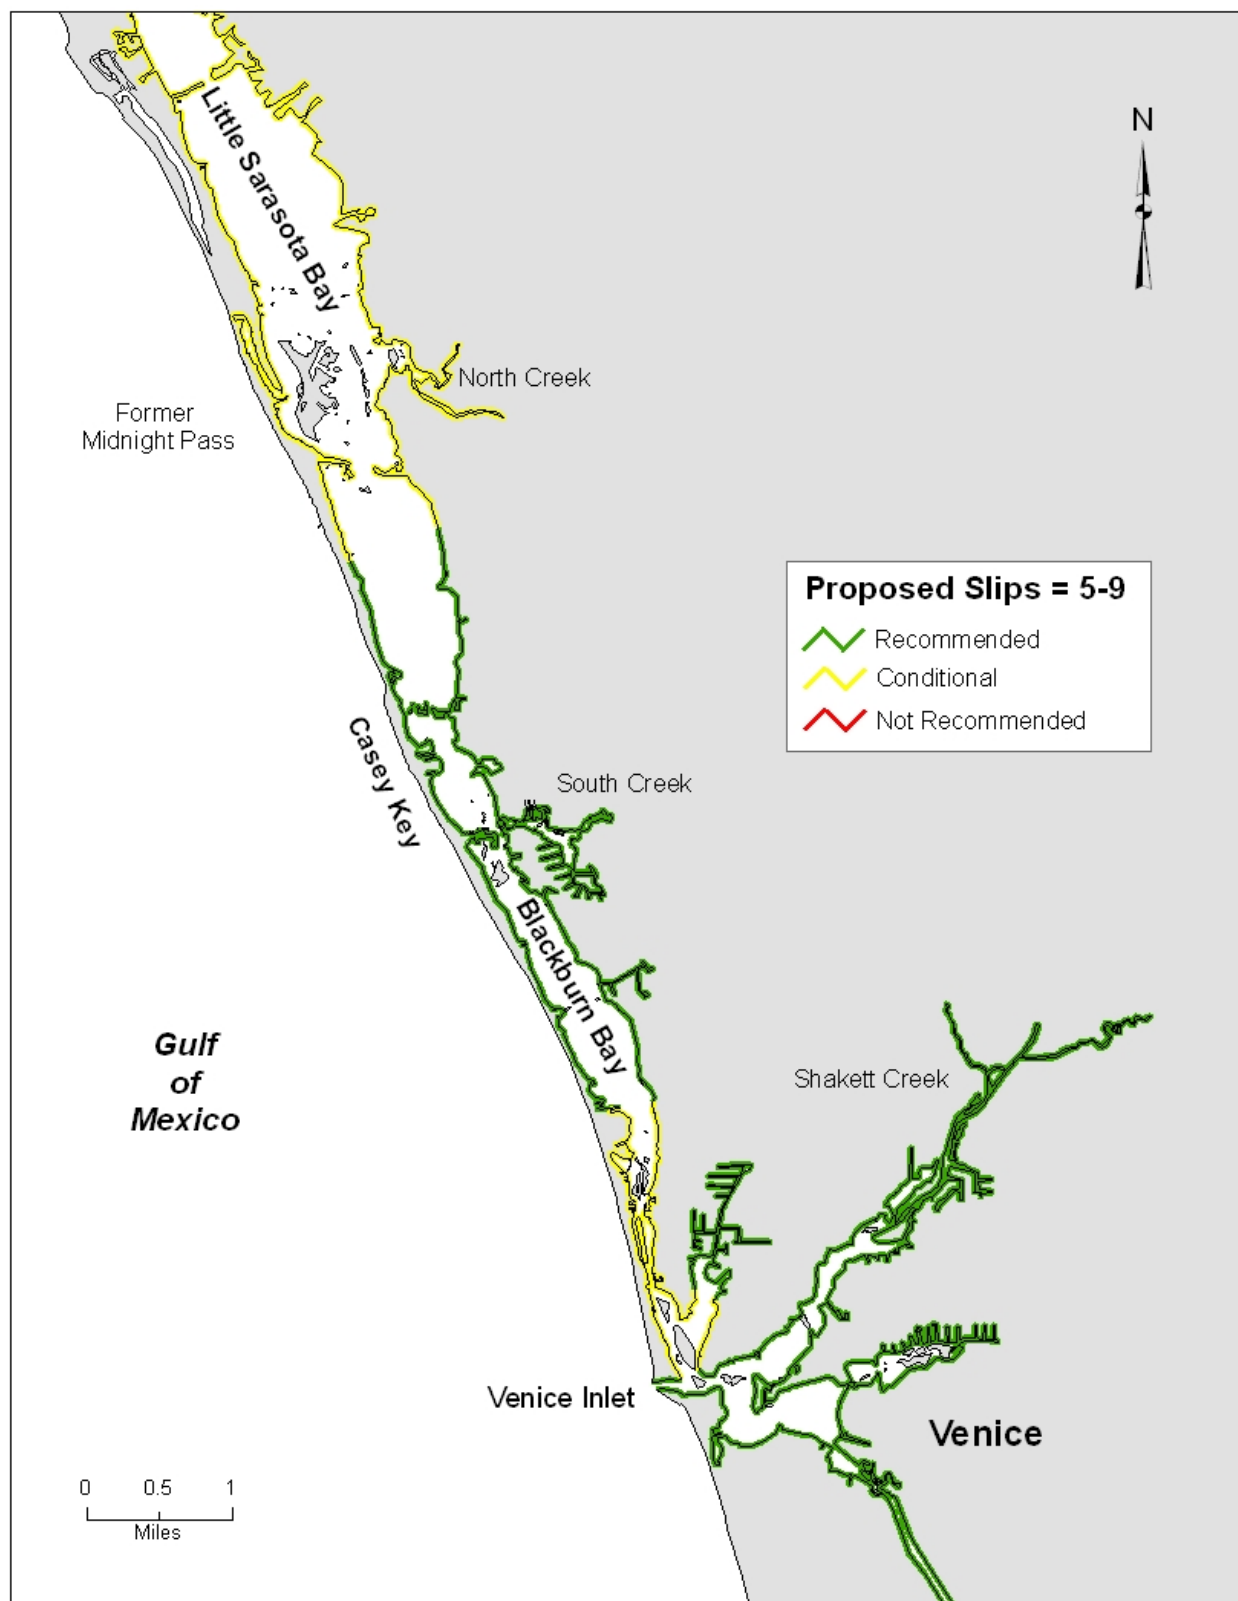 N
Little Sarasota Bay
North Creek
Former
Midnight Pass
Proposed Slips = 5-9
Recommended
Conditional
Not Recommended
Casey Key
South Creek
Blackburn Bay
Gulf
of
Mexico
Shakett Creek
Venice Inlet
Venice
0 0.5 1
Miles